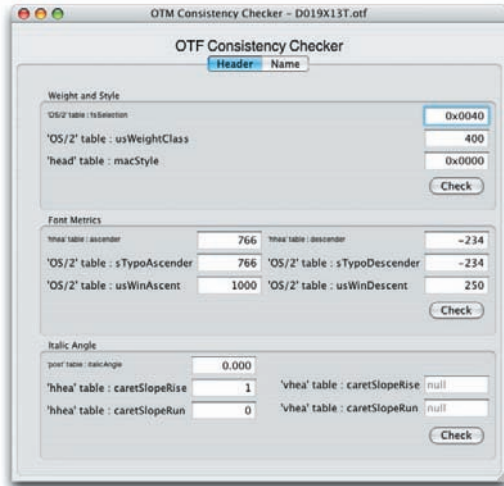 OTM Consistency Checker - D019X13T.otf
OTF Consistency Checker
Header Name
Weight and Style
'OS/2' table : fsSelection 0x0040
'OS/2' table : usWeightClass 400
'head' table : macStyle 0x0000
Check
Font Metrics
'hhea' table : ascender 766 'hhea' table : descender -234
'OS/2' table : sTypoAscender 766 'OS/2' table : sTypoDescender -234
'OS/2' table : usWinAscent 1000 'OS/2' table : usWinDescent 250
Check
Italic Angle
'post' table : italicAngle 0.000
'hhea' table : caretSlopeRise 1 'vhea' table : caretSlopeRise null
'hhea' table : caretSlopeRun 0 'vhea' table : caretSlopeRun null
Check